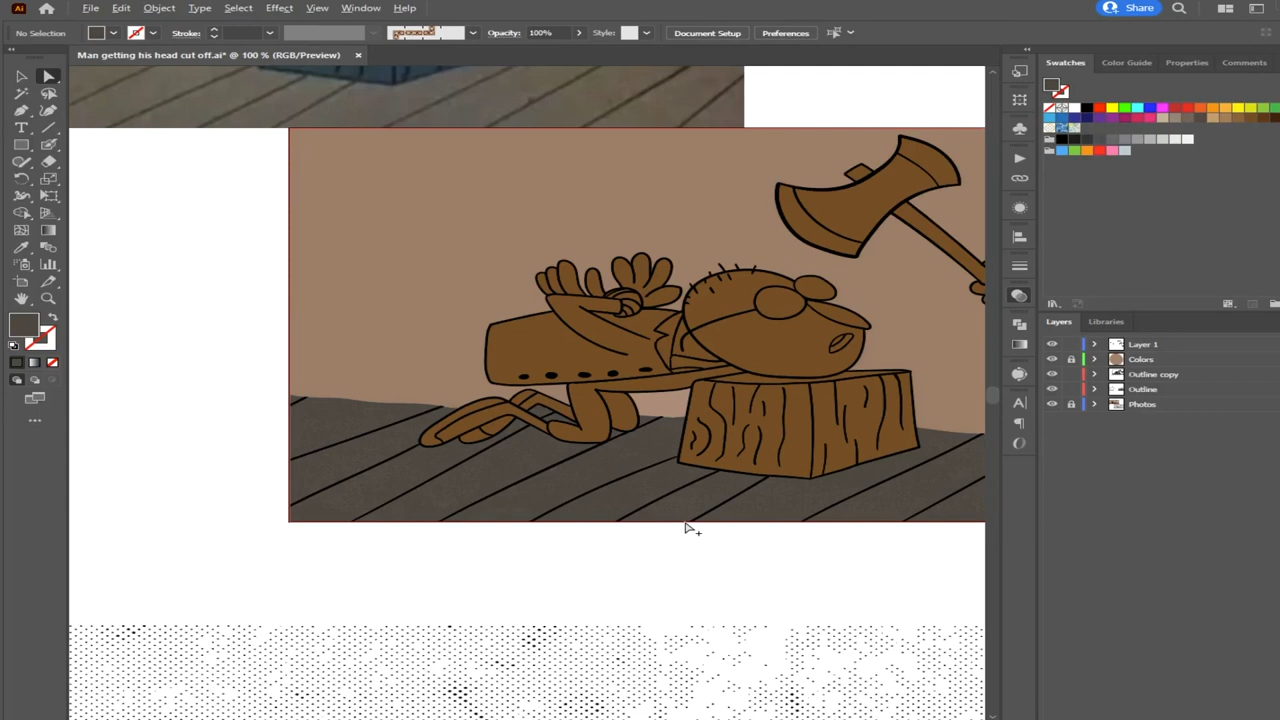 Ai File Edit Object Type Select Effect View Window Help Share
No Selection Stroke: Opacity: 100% Style: Document Setup Preferences
Man getting his head cut off.ai* @ 100 % (RGB/Preview)
Swatches Color Guide Properties Comments
Layers Libraries
Layer 1
Colors
Outline copy
Outline
Photos